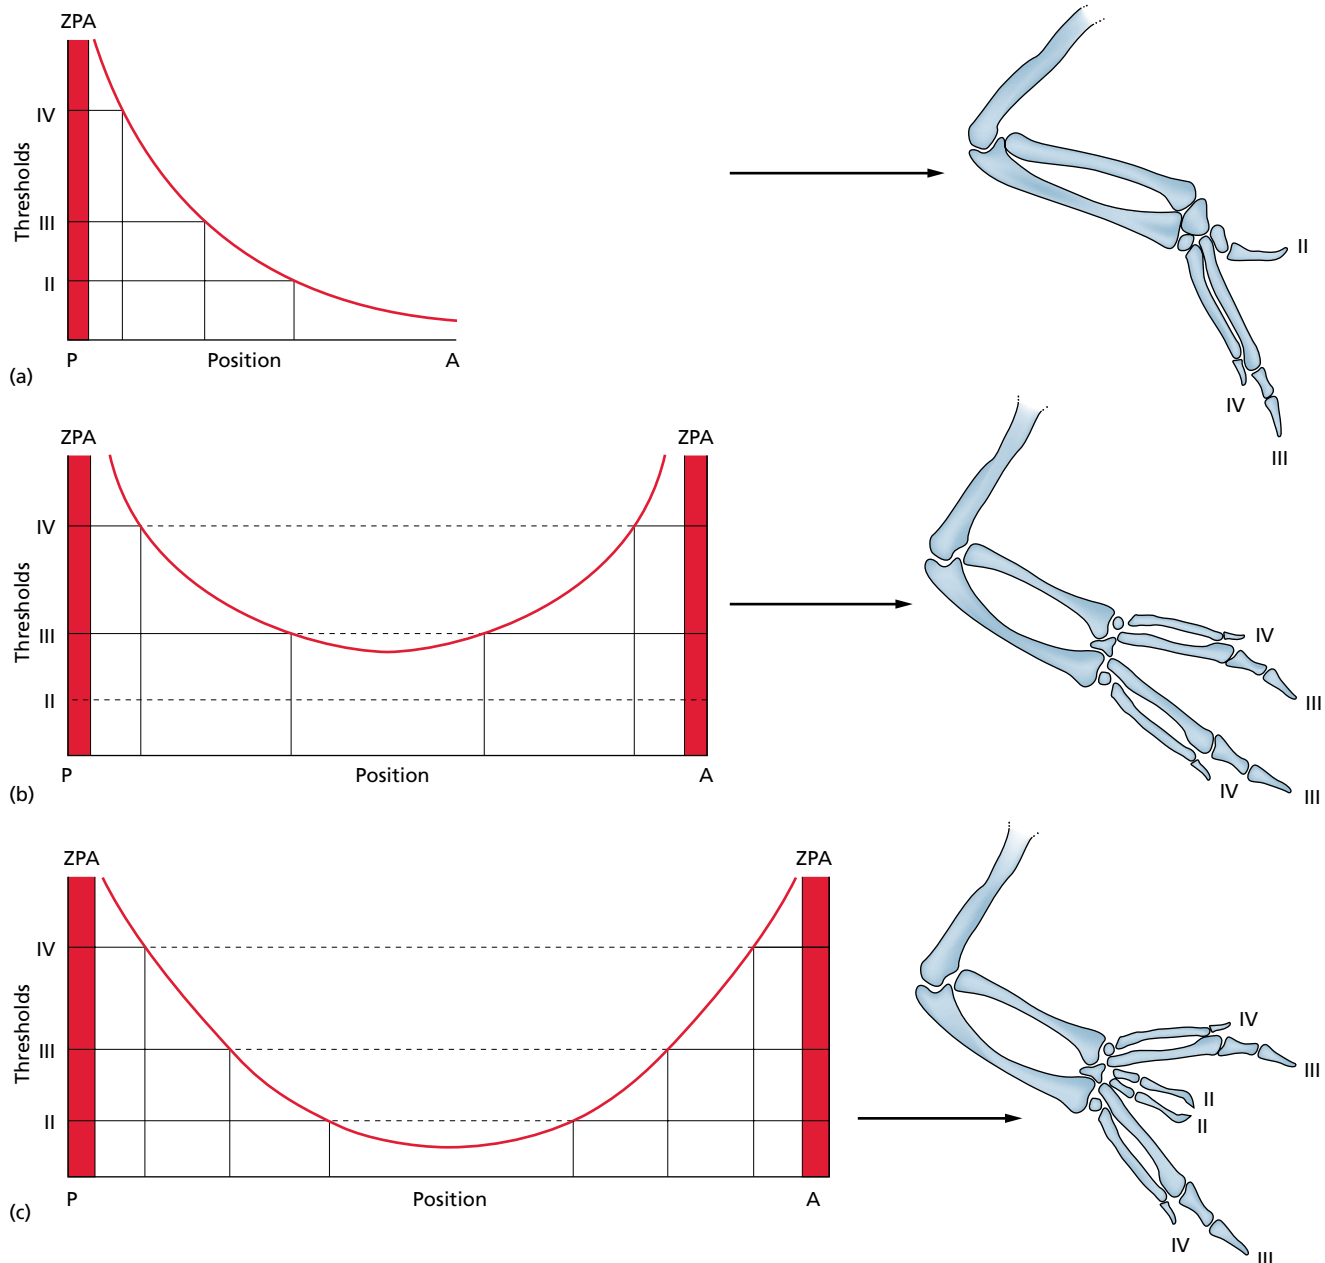 ZPA
IV
III
II
Thresholds
P
Position
A
(a)
II
IV
III
ZPA
ZPA
IV
III
II
Thresholds
P
Position
A
(b)
IV
III
IV
III
ZPA
ZPA
IV
III
II
Thresholds
P
Position
A
(c)
IV
III
II
II
IV
III